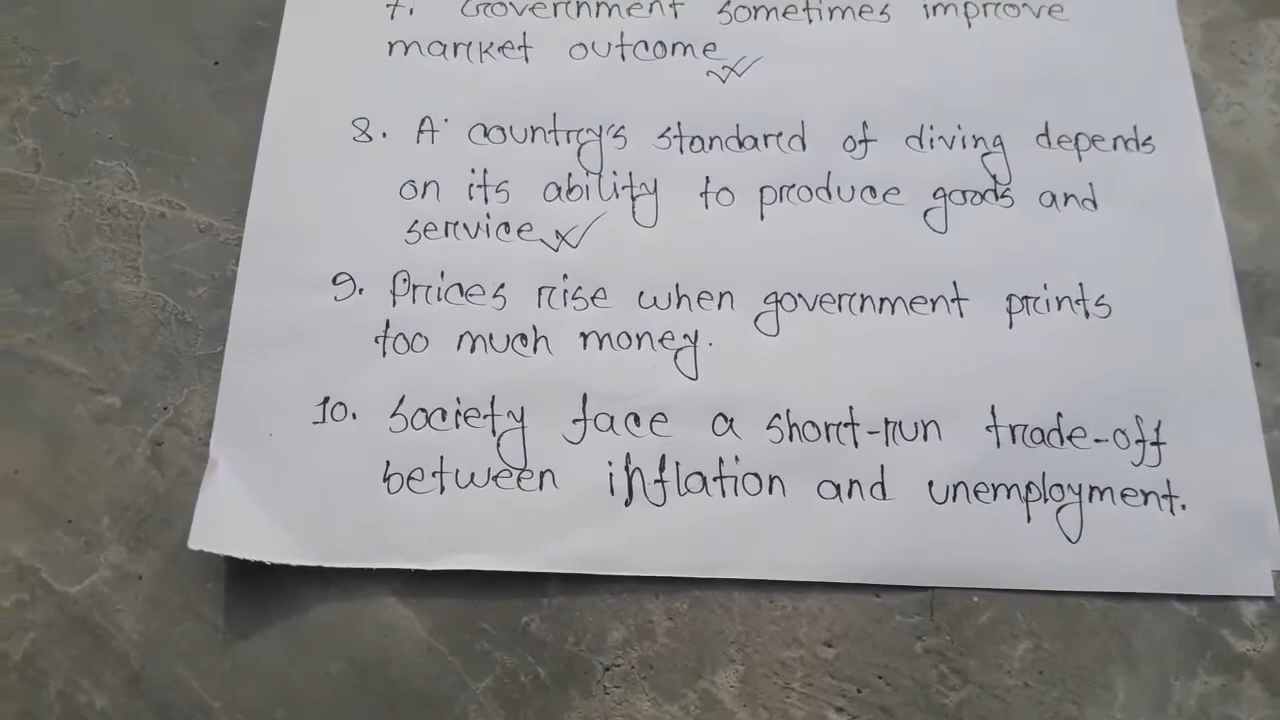 7. Government sometimes improve
market outcome
8. A country's standard of diving depends
on its ability to produce goods and
service
9. Prices rise when government prints
too much money.
10. Society face a short-run trade-off
between inflation and unemployment.